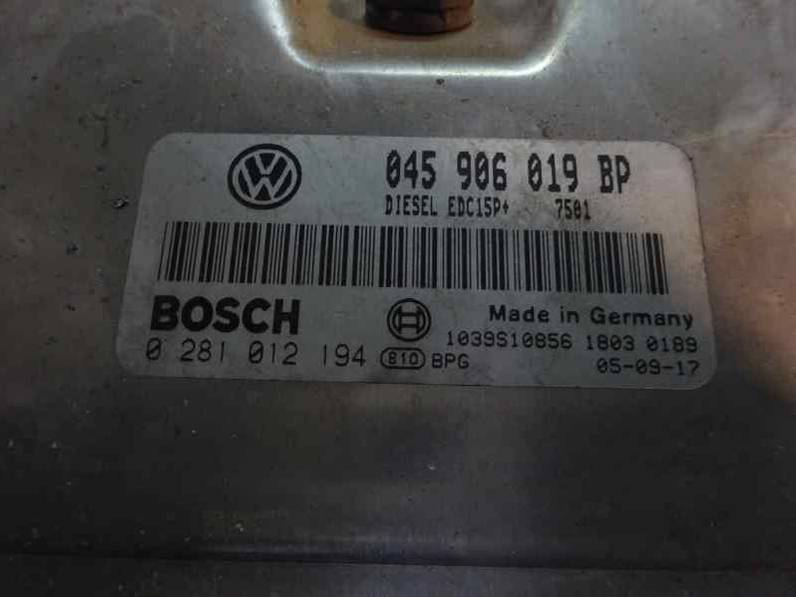 045 906 019 BP
DIESEL EDC15P+ 7501
BOSCH
Made in Germany
1039S10856 1803 0189
0 281 012 194 810 BPG
05-09-17